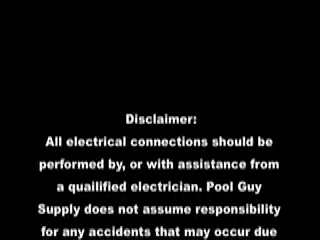 Disclaimer:
All electrical connections should be
performed by, or with assistance from
a quailified electrician. Pool Guy
Supply does not assume responsibility
for any accidents that may occur due